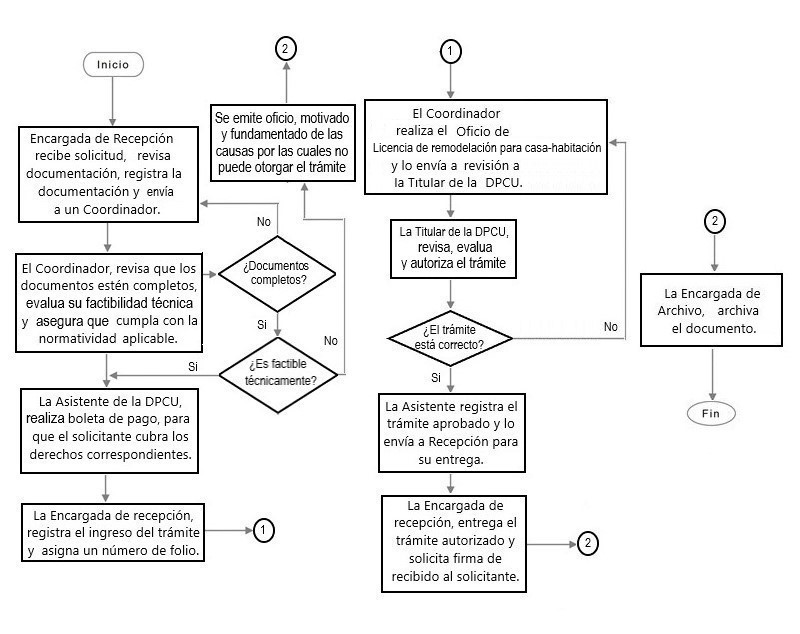 Inicio
Encargada de Recepción
recibe solicitud, revisa
documentación, registra la
documentación y envía
a un Coordinador.
El Coordinador, revisa que los
documentos estén completos,
evalua su factibilidad técnica
y asegura que cumpla con la
normatividad aplicable.
La Asistente de la DPCU,
realiza boleta de pago, para
que el solicitante cubra los
derechos correspondientes.
La Encargada de recepción,
registra el ingreso del trámite
y asigna un número de folio.
1
2
Se emite oficio, motivado
y fundamentado de las
causas por las cuales no
puede otorgar el trámite
No
¿Documentos
completos?
Si
No
¿Es factible
técnicamente?
Si
1
El Coordinador
realiza el Oficio de
Licencia de remodelación para casa-habitación
y lo envía a revisión a
la Titular de la DPCU.
La Titular de la DPCU,
revisa, evalua
y autoriza el trámite
¿El trámite
está correcto?
No
Si
La Asistente registra el
trámite aprobado y lo
envía a Recepción para
su entrega.
La Encargada de
recepción, entrega el
trámite autorizado y
solicita firma de
recibido al solicitante.
2
2
La Encargada de
Archivo, archiva
el documento.
Fin